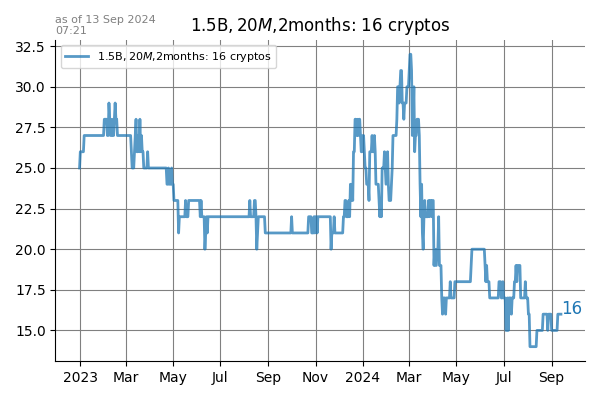 as of 13 Sep 2024
07:21
1.5B, 20M,2months: 16 cryptos
1.5B, 20M,2months: 16 cryptos
32.5
30.0
27.5
25.0
22.5
20.0
17.5
15.0
16
2023 Mar May Jul Sep Nov 2024 Mar May Jul Sep